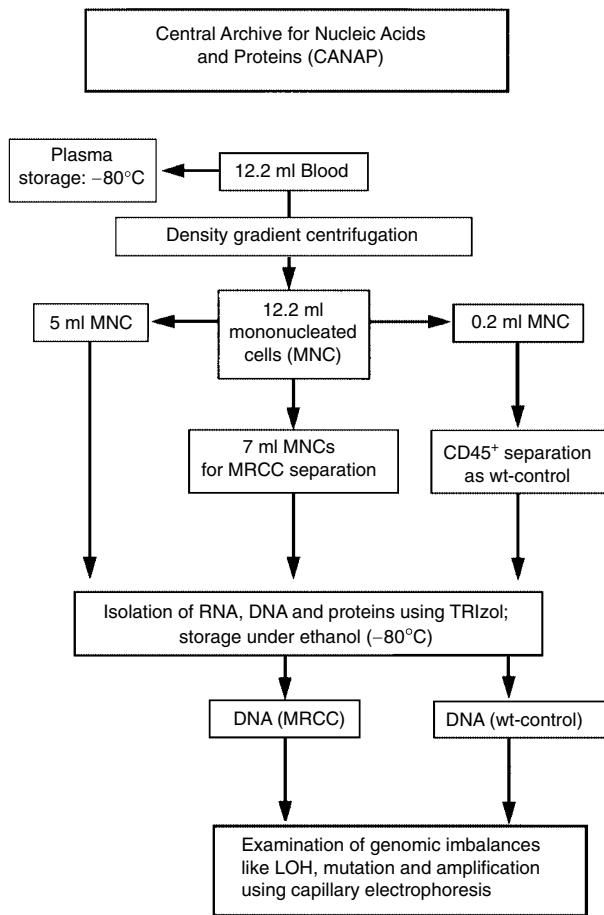 Central Archive for Nucleic Acids
and Proteins (CANAP)
Plasma
storage: −80°C
12.2 ml Blood
Density gradient centrifugation
5 ml MNC
12.2 ml
mononucleated
cells (MNC)
0.2 ml MNC
7 ml MNCs
for MRCC separation
CD45⁺ separation
as wt-control
Isolation of RNA, DNA and proteins using TRIzol;
storage under ethanol (−80°C)
DNA (MRCC)
DNA (wt-control)
Examination of genomic imbalances
like LOH, mutation and amplification
using capillary electrophoresis